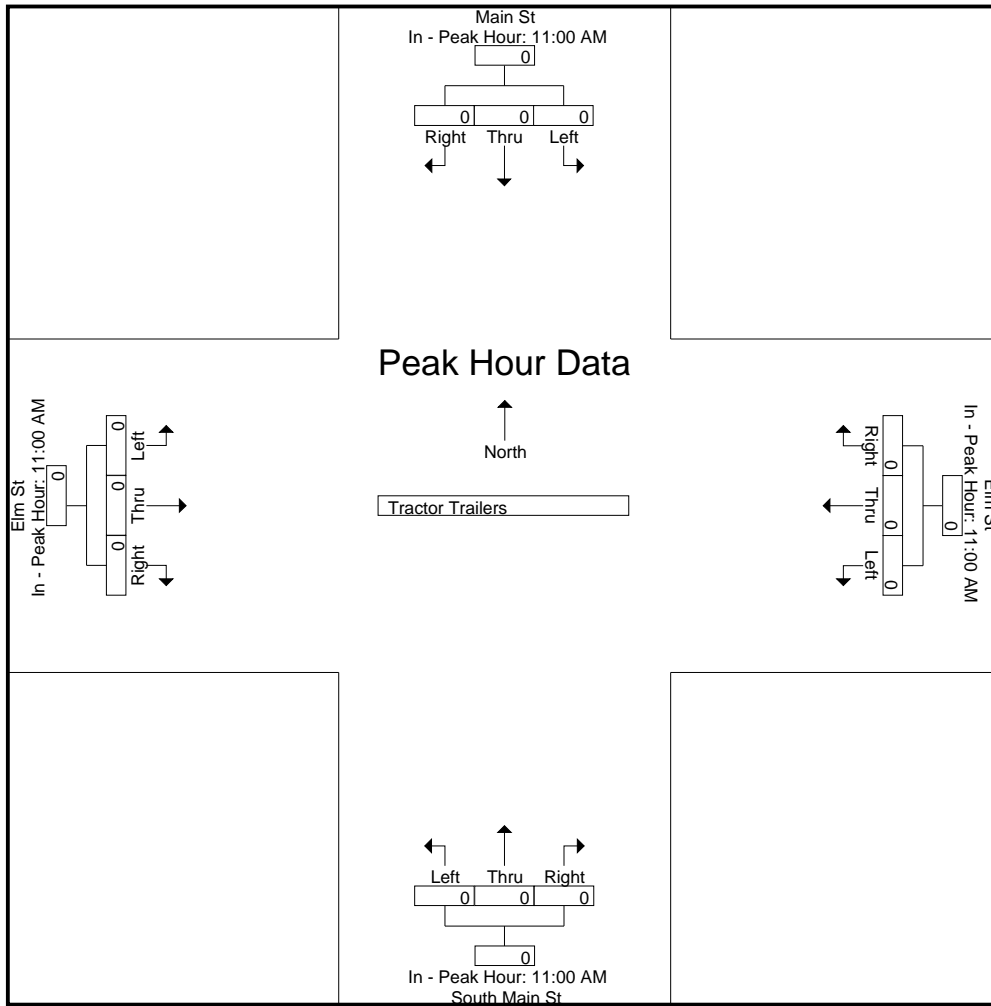 Main St
In - Peak Hour: 11:00 AM
0
0 0 0
Right Thru Left
Peak Hour Data
North
Tractor Trailers
Elm St
In - Peak Hour: 11:00 AM
0
0 0 0
Left Thru Right
Right Thru Left
0 0 0
0
In - Peak Hour: 11:00 AM
Elm St
Left Thru Right
0 0 0
0
In - Peak Hour: 11:00 AM
South Main St